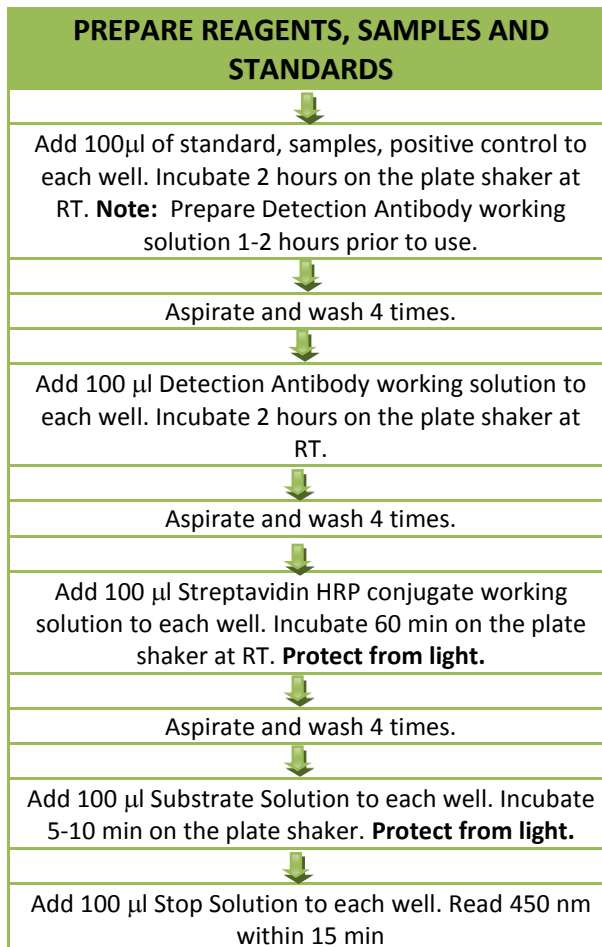 PREPARE REAGENTS, SAMPLES AND
STANDARDS
Add 100µl of standard, samples, positive control to
each well. Incubate 2 hours on the plate shaker at
RT. Note: Prepare Detection Antibody working
solution 1-2 hours prior to use.
Aspirate and wash 4 times.
Add 100 µl Detection Antibody working solution to
each well. Incubate 2 hours on the plate shaker at
RT.
Aspirate and wash 4 times.
Add 100 µl Streptavidin HRP conjugate working
solution to each well. Incubate 60 min on the plate
shaker at RT. Protect from light.
Aspirate and wash 4 times.
Add 100 µl Substrate Solution to each well. Incubate
5-10 min on the plate shaker. Protect from light.
Add 100 µl Stop Solution to each well. Read 450 nm
within 15 min